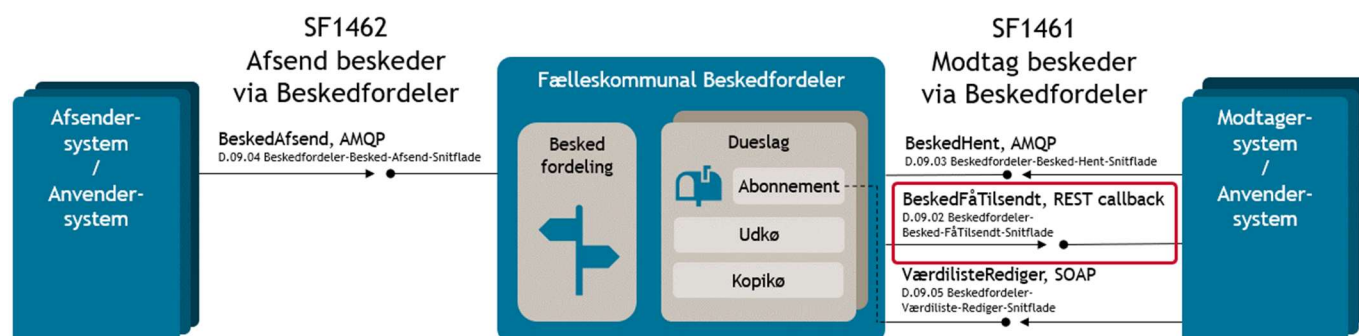 SF1462
Afsend beskeder
via Beskedfordeler
SF1461
Modtag beskeder
via Beskedfordeler
Afsender-
system
/
Anvender-
system
BeskedAfsend, AMQP
D.09.04 Beskedfordeler-Besked-Afsend-Snitflade
Fælleskommunal Beskedfordeler
Besked
fordeling
Dueslag
Abonnement
Udkø
Kopikø
BeskedHent, AMQP
D.09.03 Beskedfordeler-Besked-Hent-Snitflade
BeskedFåTilsendt, REST callback
D.09.02 Beskedfordeler-
Besked-FåTilsendt-Snitflade
VærdilisteRediger, SOAP
D.09.05 Beskedfordeler-
Værdiliste-Rediger-Snitflade
Modtager-
system
/
Anvender-
system